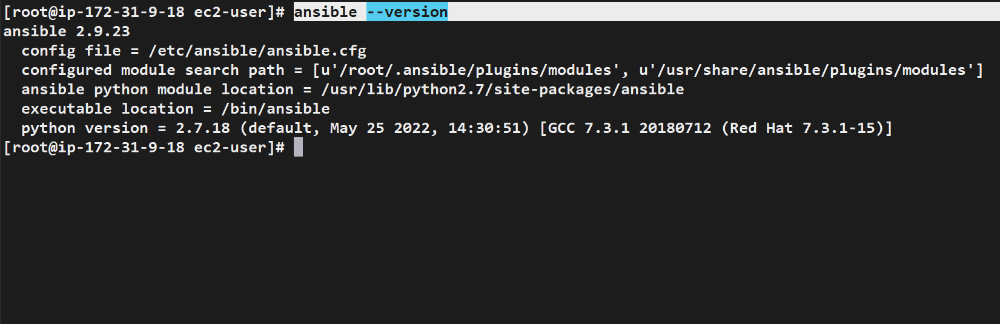 [root@ip-172-31-9-18 ec2-user]# ansible --version
ansible 2.9.23
  config file = /etc/ansible/ansible.cfg
  configured module search path = [u'/root/.ansible/plugins/modules', u'/usr/share/ansible/plugins/modules']
  ansible python module location = /usr/lib/python2.7/site-packages/ansible
  executable location = /bin/ansible
  python version = 2.7.18 (default, May 25 2022, 14:30:51) [GCC 7.3.1 20180712 (Red Hat 7.3.1-15)]
[root@ip-172-31-9-18 ec2-user]#